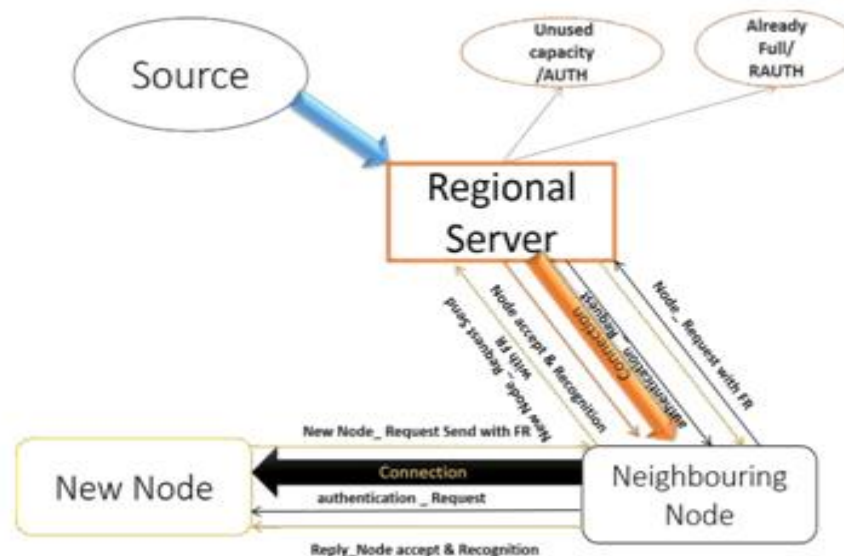 Unused
capacity
/AUTH
Already
Full/
RAUTH
Source
Regional
Server
Node_ Request with FR
authentication _ Request
Connection
Node accept & Recognition
New Node_ Request Send
with FR
New Node_ Request Send with FR
Connection
authentication _ Request
Reply_Node accept & Recognition
New Node
Neighbouring
Node